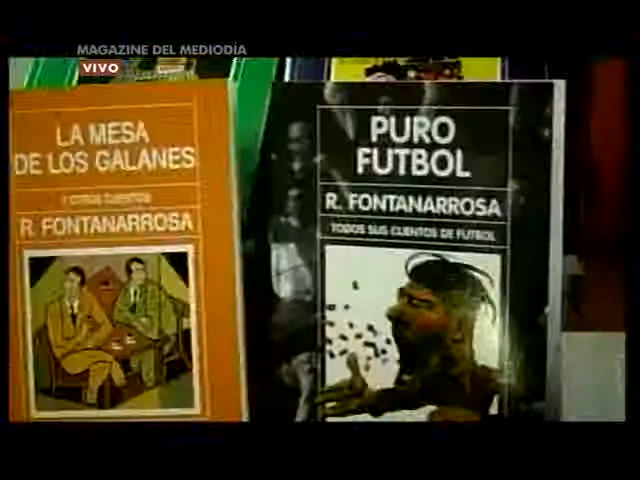 MAGAZINE DEL MEDIODÍA
VIVO
LA MESA
DE LOS GALANES
Y OTROS CUENTOS
R. FONTANARROSA
PURO
FUTBOL
R. FONTANARROSA
TODOS SUS CUENTOS DE FUTBOL